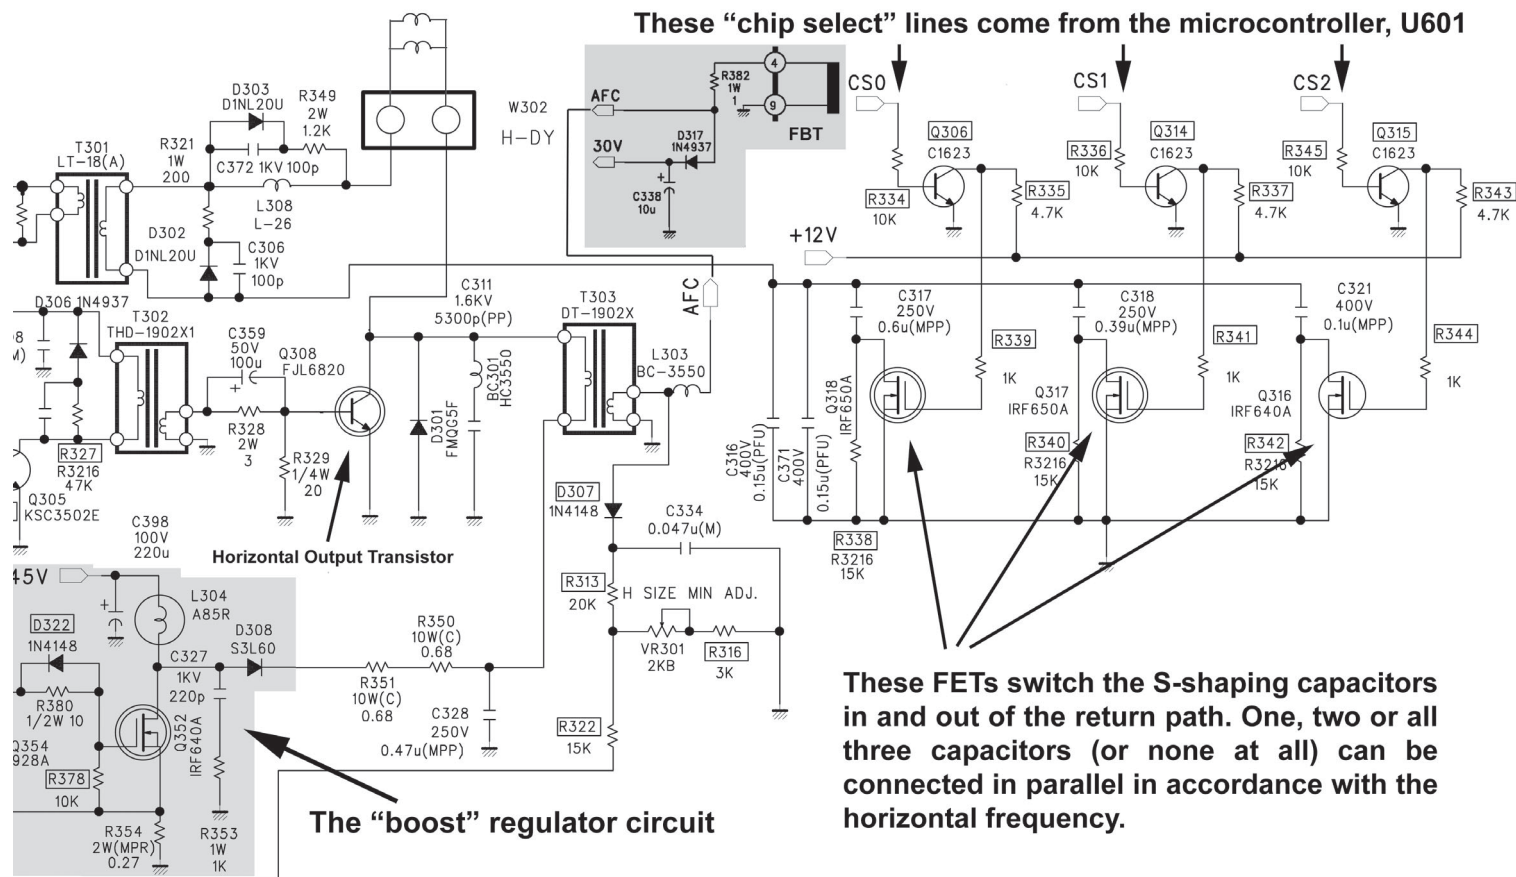 These “chip select” lines come from the microcontroller, U601
CS0
CS1
CS2
W302
H-DY
AFC
30V
R382
1W
1
4
9
FBT
D317
1N4937
+
C338
10u
D303
D1NL20U
R349
2W
1.2K
C372 1KV 100p
R321
1W
200
T301
LT-18(A)
L308
L-26
D302
D1NL20U
C306
1KV
100p
Q306
C1623
R334
10K
R335
4.7K
R336
10K
Q314
C1623
R337
4.7K
R345
10K
Q315
C1623
R343
4.7K
+12V
D306 1N4937
T302
THD-1902X1
C359
50V
100u
+
Q308
FJL6820
C311
1.6KV
5300p(PP)
T303
DT-1902X
L303
BC-3550
AFC
BC301
HC3550
D301
FMQG5F
R328
2W
3
R329
1/4W
20
R327
R3216
47K
Q305
KSC3502E
M)
C317
250V
0.6u(MPP)
C318
250V
0.39u(MPP)
C321
400V
0.1u(MPP)
R339
1K
R341
1K
R344
1K
Q318
IRF650A
Q317
IRF650A
Q316
IRF640A
C316
400V
0.15u(PFU)
C371
400V
0.15u(PFU)
R338
R3216
15K
R340
R3216
15K
R342
R3216
15K
C398
100V
220u
Horizontal Output Transistor
D307
1N4148
C334
0.047u(M)
R313
20K
H SIZE MIN ADJ.
VR301
2KB
R316
3K
R322
15K
R350
10W(C)
0.68
R351
10W(C)
0.68
C328
250V
0.47u(MPP)
45V
+
L304
A85R
D322
1N4148
D308
S3L60
C327
1KV
220p
R380
1/2W 10
Q352
IRF640A
Q354
928A
R378
10K
R354
2W(MPR)
0.27
R353
1W
1K
The “boost” regulator circuit
These FETs switch the S-shaping capacitors
in and out of the return path. One, two or all
three capacitors (or none at all) can be
connected in parallel in accordance with the
horizontal frequency.